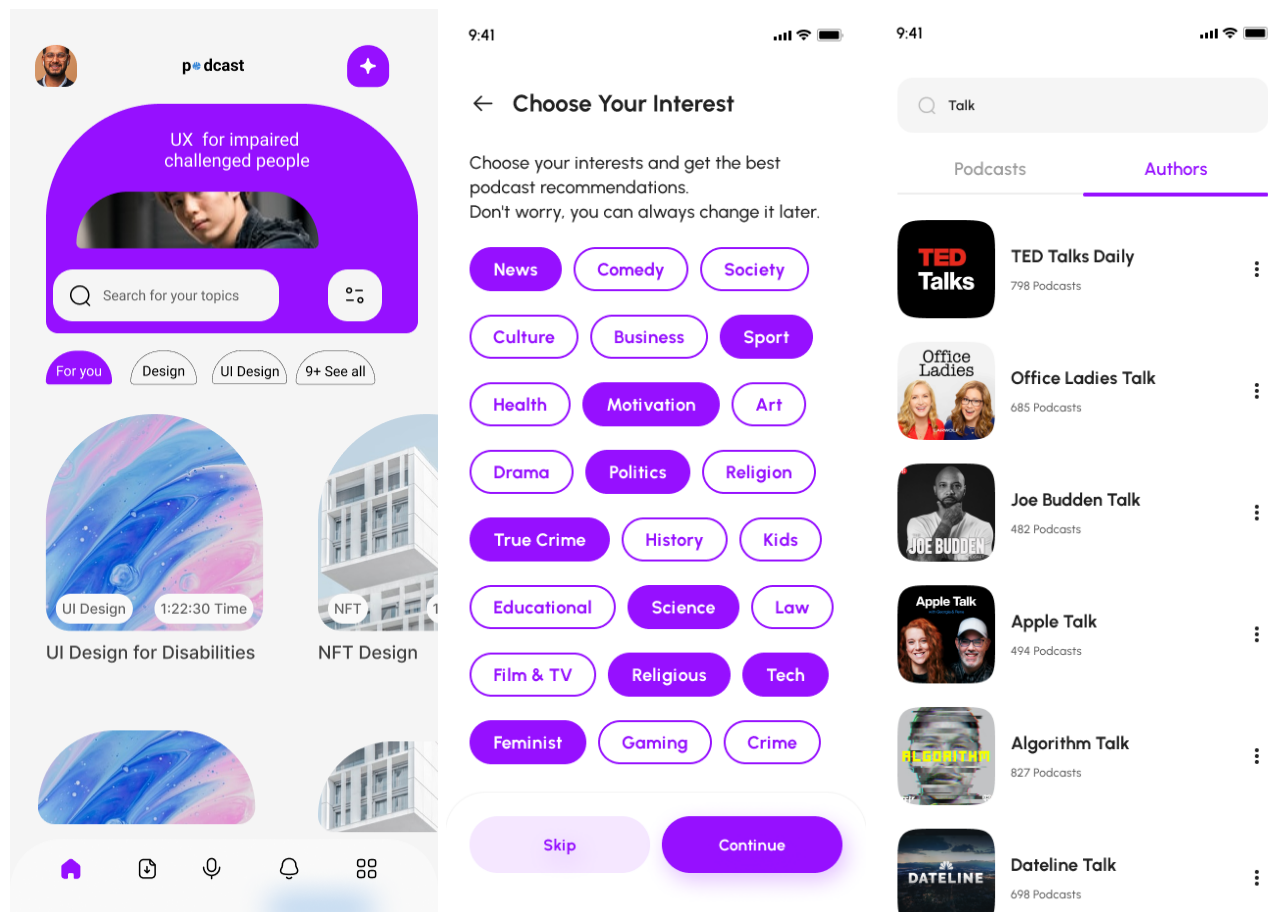 podcast
UX for impaired
challenged people
Search for your topics
For you
Design
UI Design
9+ See all
UI Design
1:22:30 Time
NFT
1
UI Design for Disabilities
NFT Design
9:41
Choose Your Interest
Choose your interests and get the best
podcast recommendations.
Don't worry, you can always change it later.
News
Comedy
Society
Culture
Business
Sport
Health
Motivation
Art
Drama
Politics
Religion
True Crime
History
Kids
Educational
Science
Law
Film & TV
Religious
Tech
Feminist
Gaming
Crime
Skip
Continue
9:41
Talk
Podcasts
Authors
TED
Talks
TED Talks Daily
798 Podcasts
Office
Ladies
Office Ladies Talk
685 Podcasts
JOE BUDDEN
Joe Budden Talk
482 Podcasts
Apple Talk
Apple Talk
494 Podcasts
ALGORITHM
Algorithm Talk
827 Podcasts
DATELINE
Dateline Talk
698 Podcasts